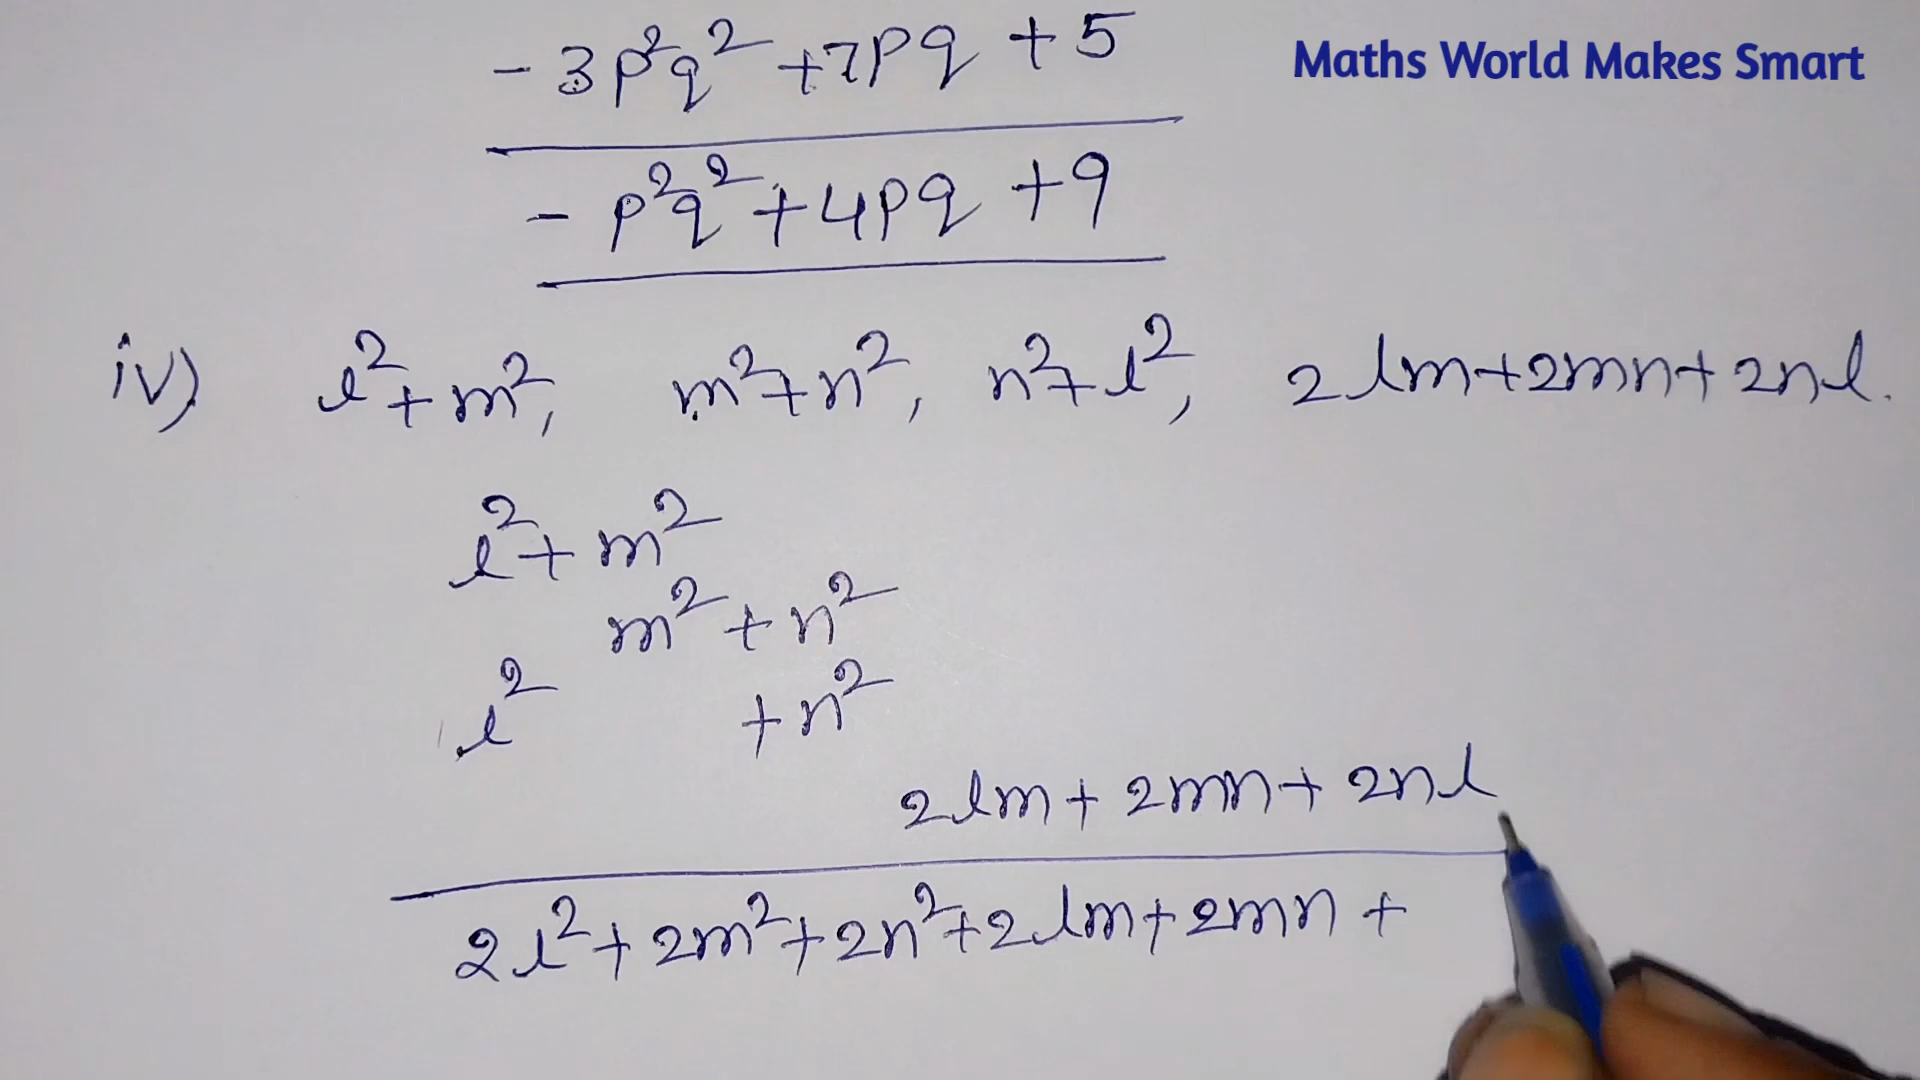 - 3p²q² +7pq +5
Maths World Makes Smart
- p²q² +4pq +9
iv) l²+m², m²+n², n²+l², 2lm+2mn+2nl.
l²+ m²
m² + n²
l² + n²
2lm + 2mn + 2nl
2l²+2m²+2n²+2lm+2mn +